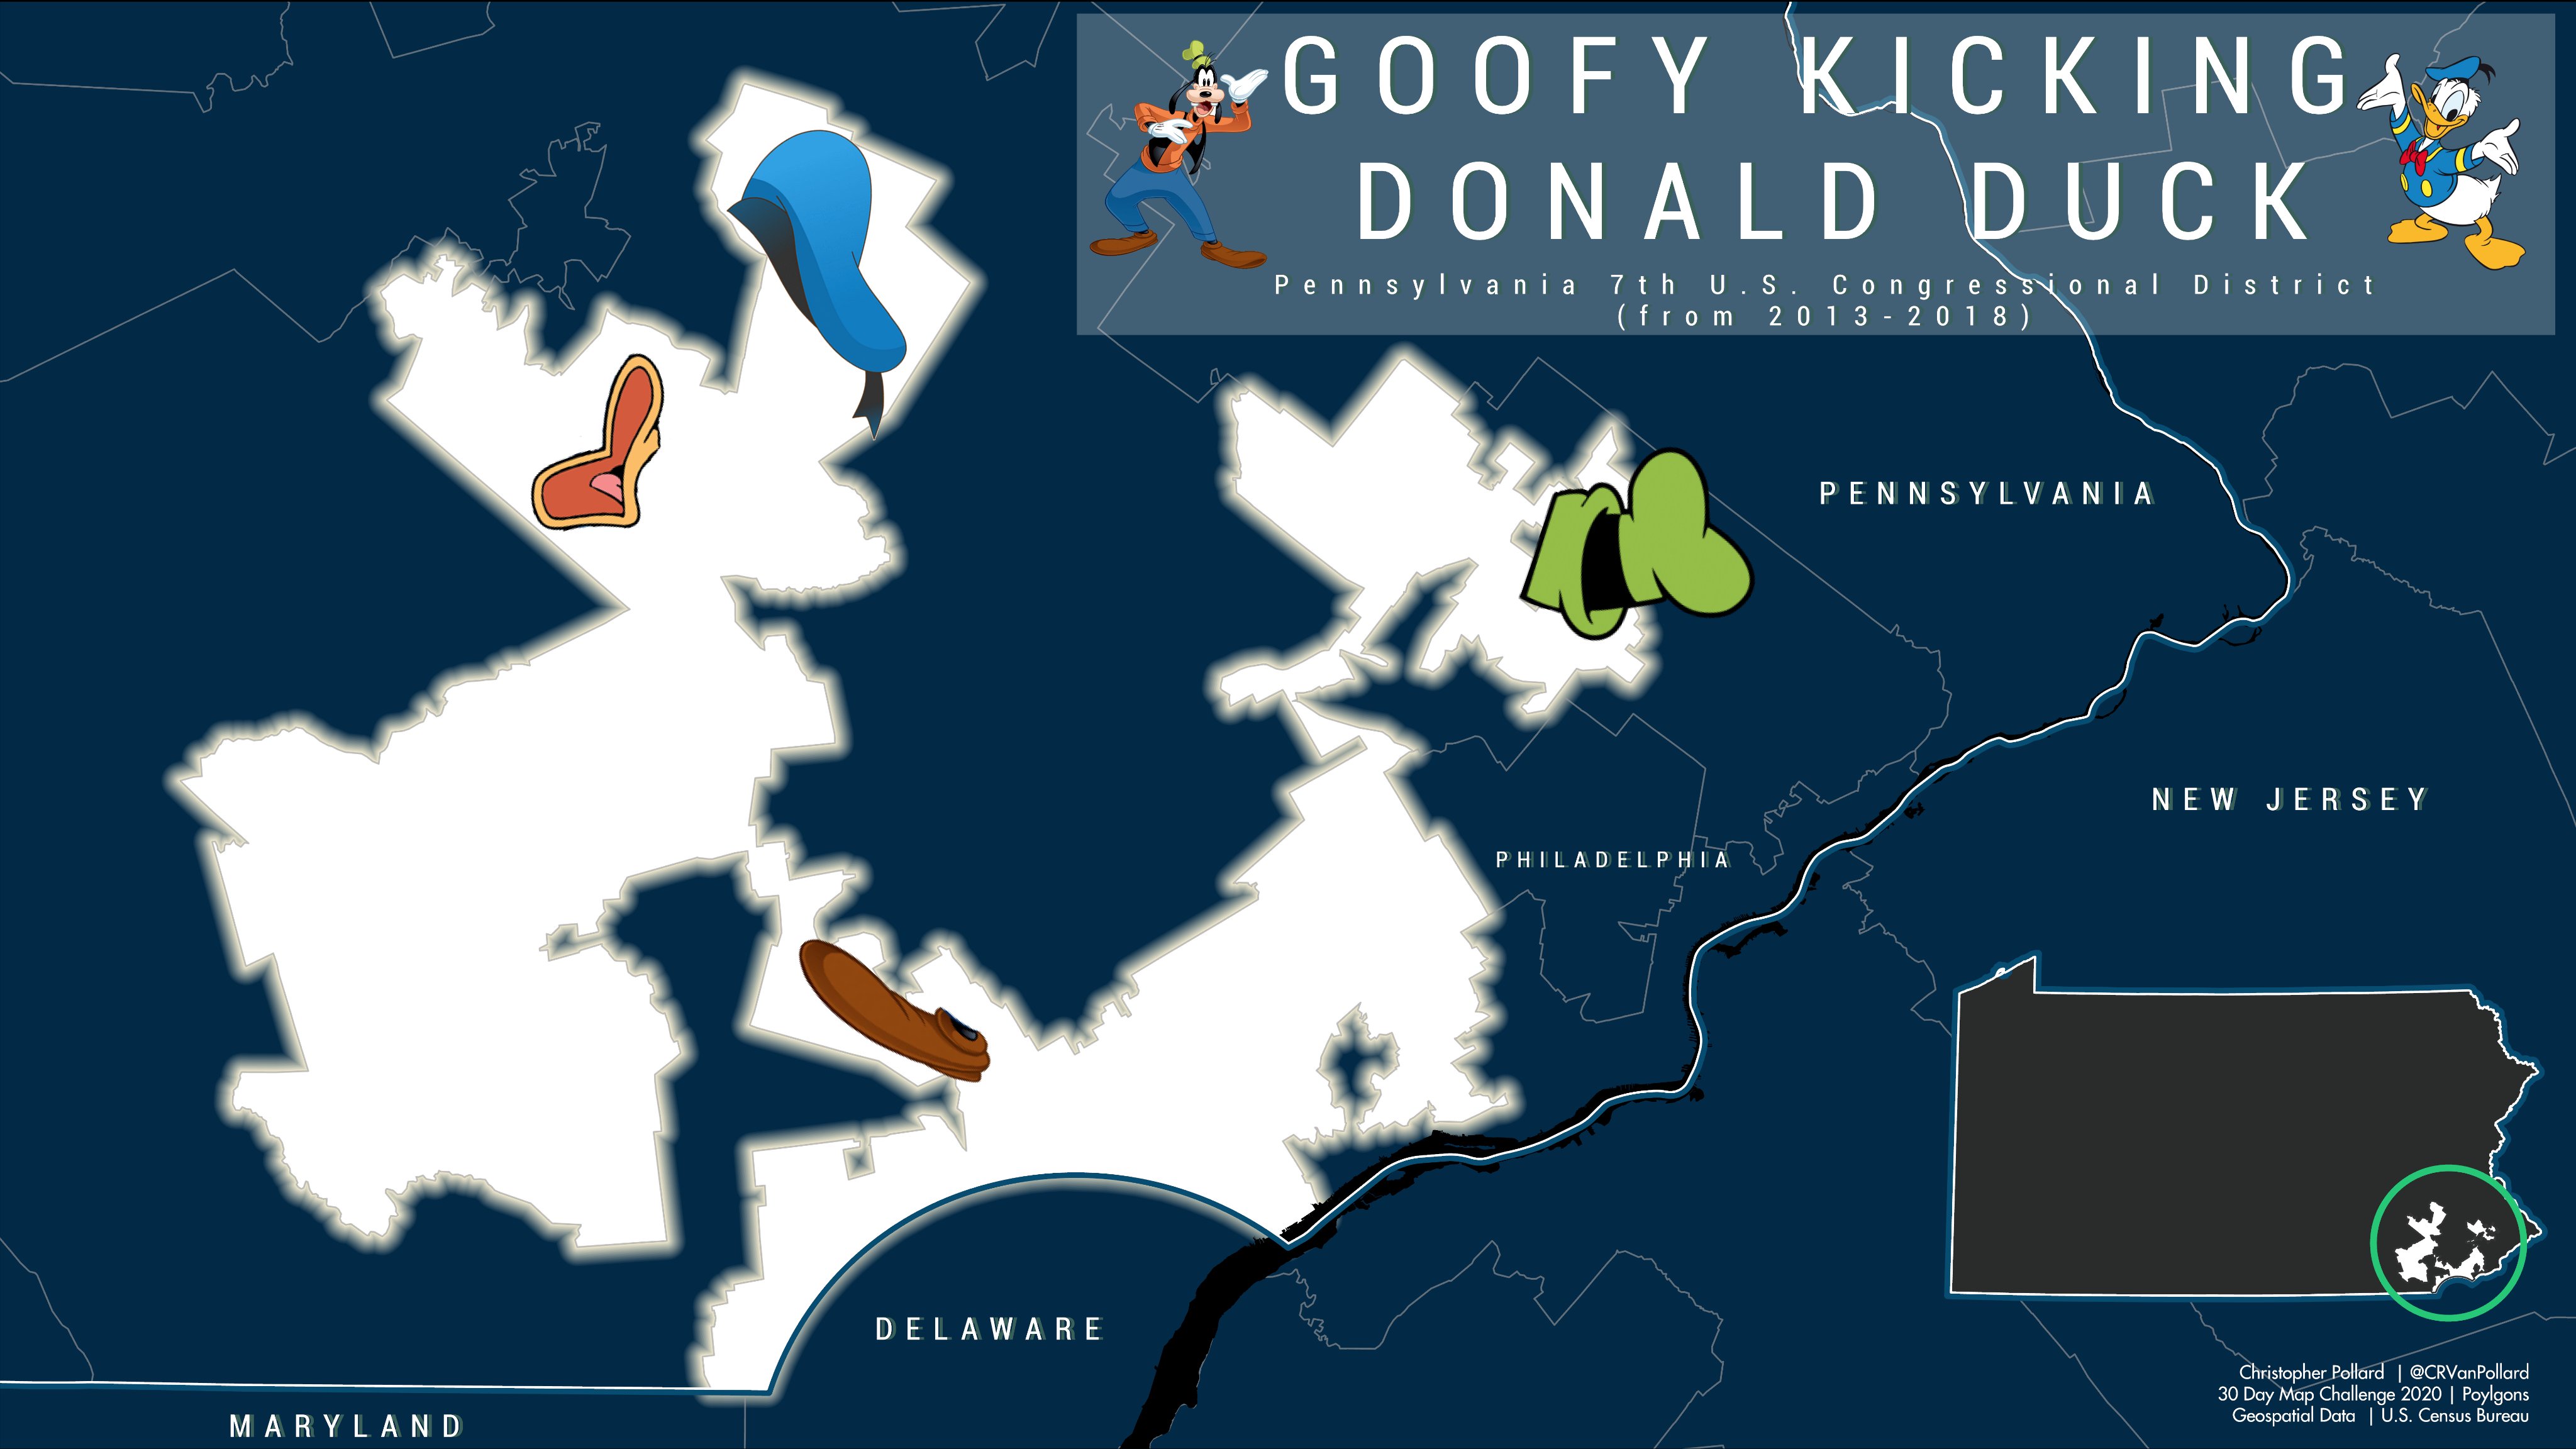 GOOFY KICKING
DONALD DUCK
Pennsylvania 7th U.S. Congressional District
(from 2013-2018)
PENNSYLVANIA
NEW JERSEY
PHILADELPHIA
DELAWARE
MARYLAND
Christopher Pollard | @CRVanPollard
30 Day Map Challenge 2020 | Poylgons
Geospatial Data | U.S. Census Bureau